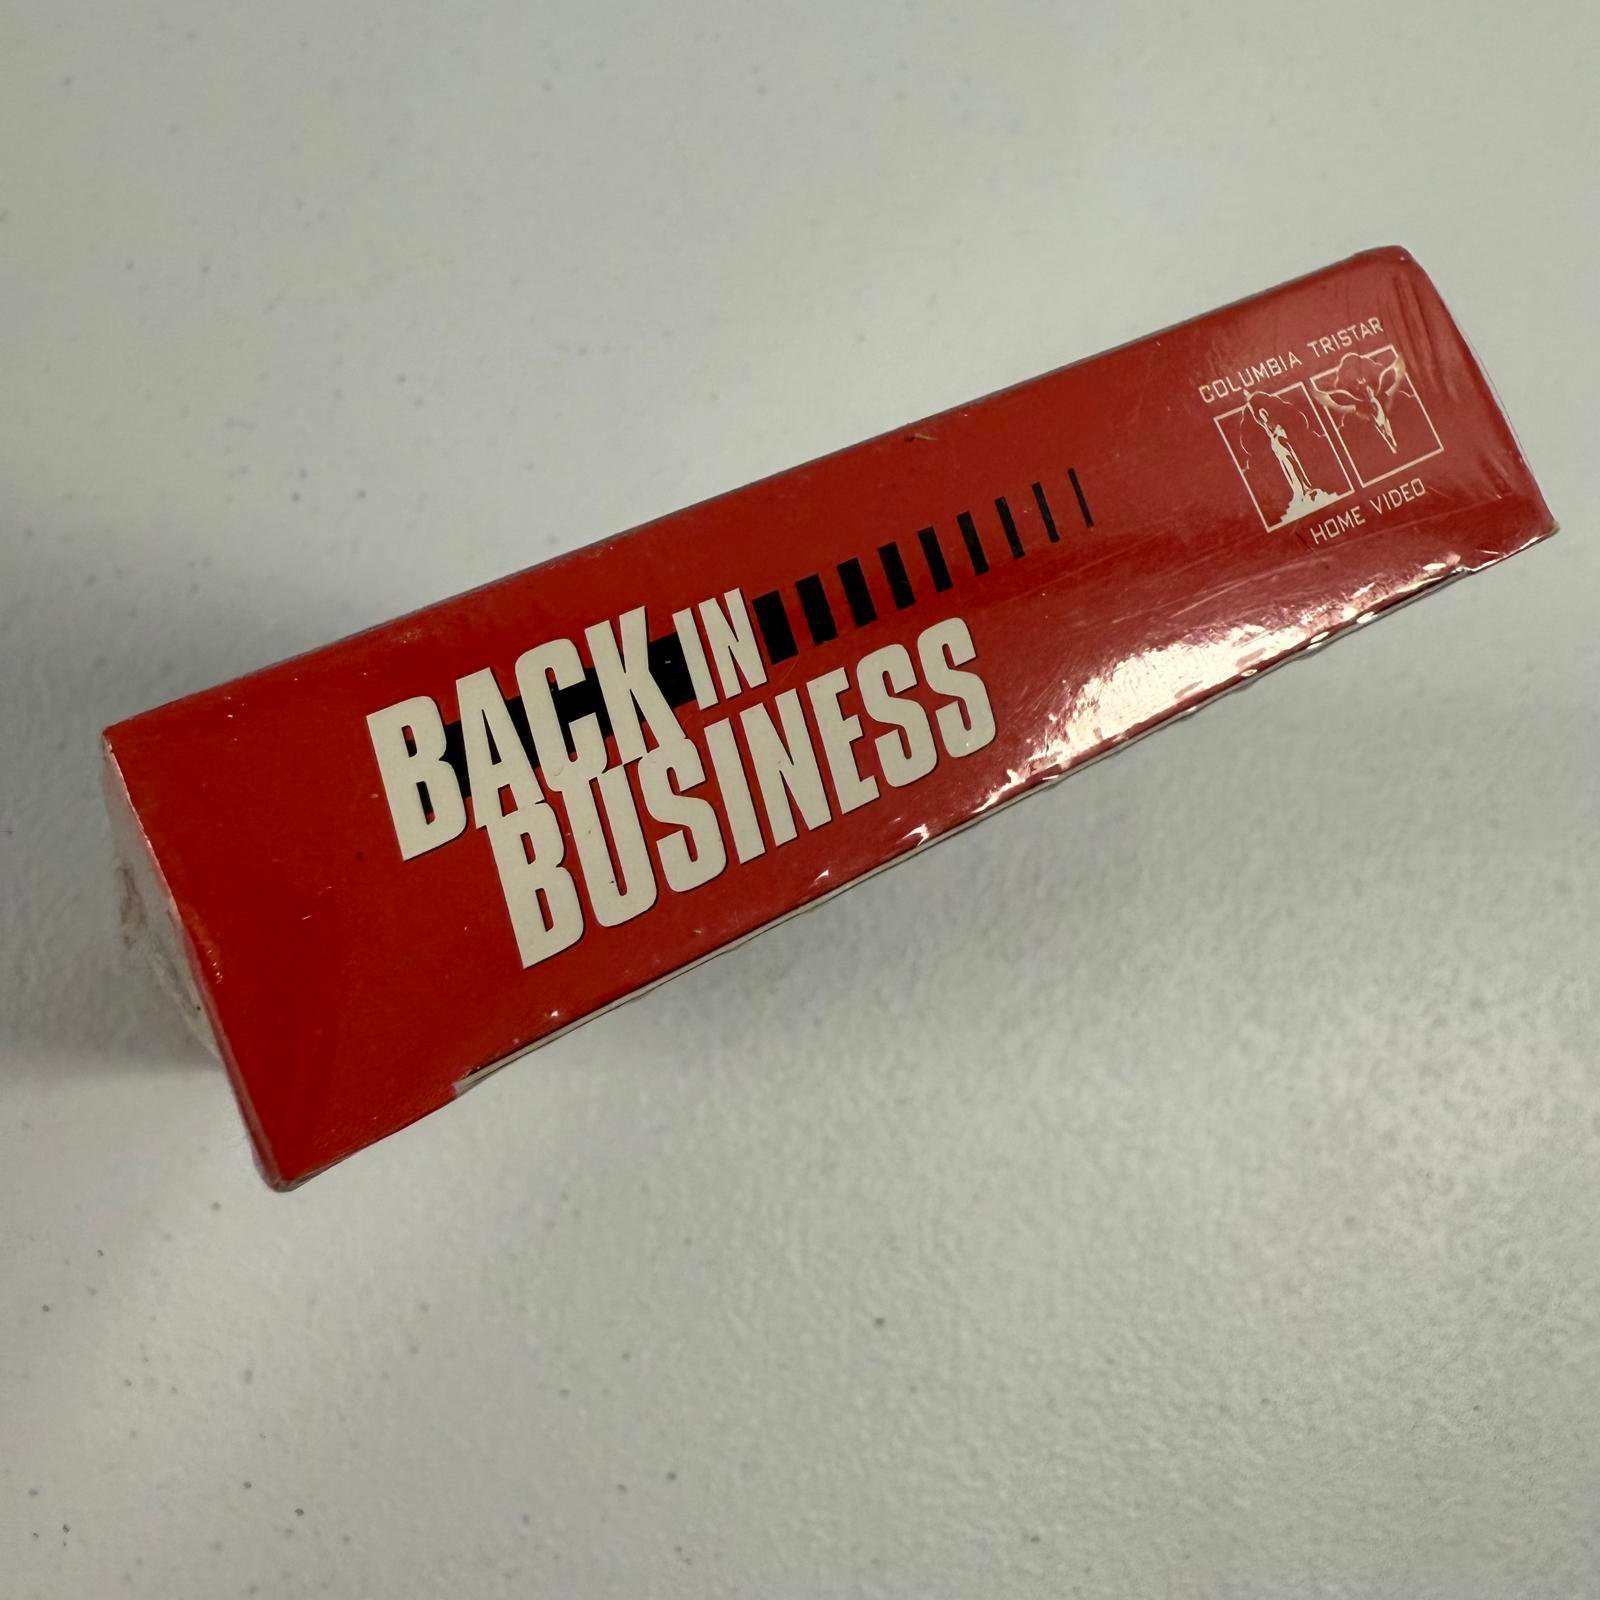 BACK IN
BUSINESS
COLUMBIA TRISTAR
HOME VIDEO